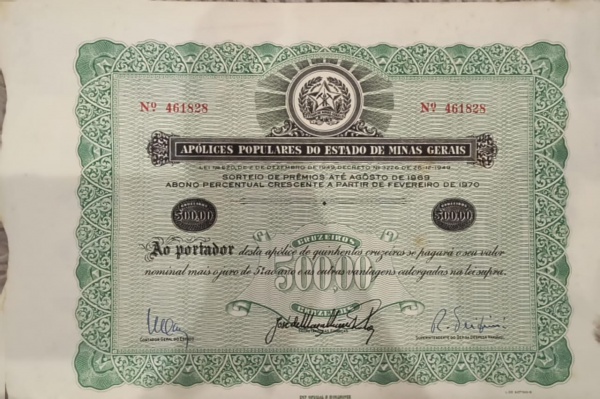 Nº 461828 Nº 461828
APÓLICES POPULARES DO ESTADO DE MINAS GERAIS
SORTEIO DE PRÊMIOS ATÉ AGÔSTO DE 1969
ABONO PERCENTUAL CRESCENTE A PARTIR DE FEVEREIRO DE 1970
500,00 500,00
CRUZEIROS
Ao portador desta apólice de quinhentos cruzeiros se pagará o seu valor
500,00
nominal mais o juro de 5% ao ano e as outras vantagens outorgadas na lei supra.
CRUZEIROS